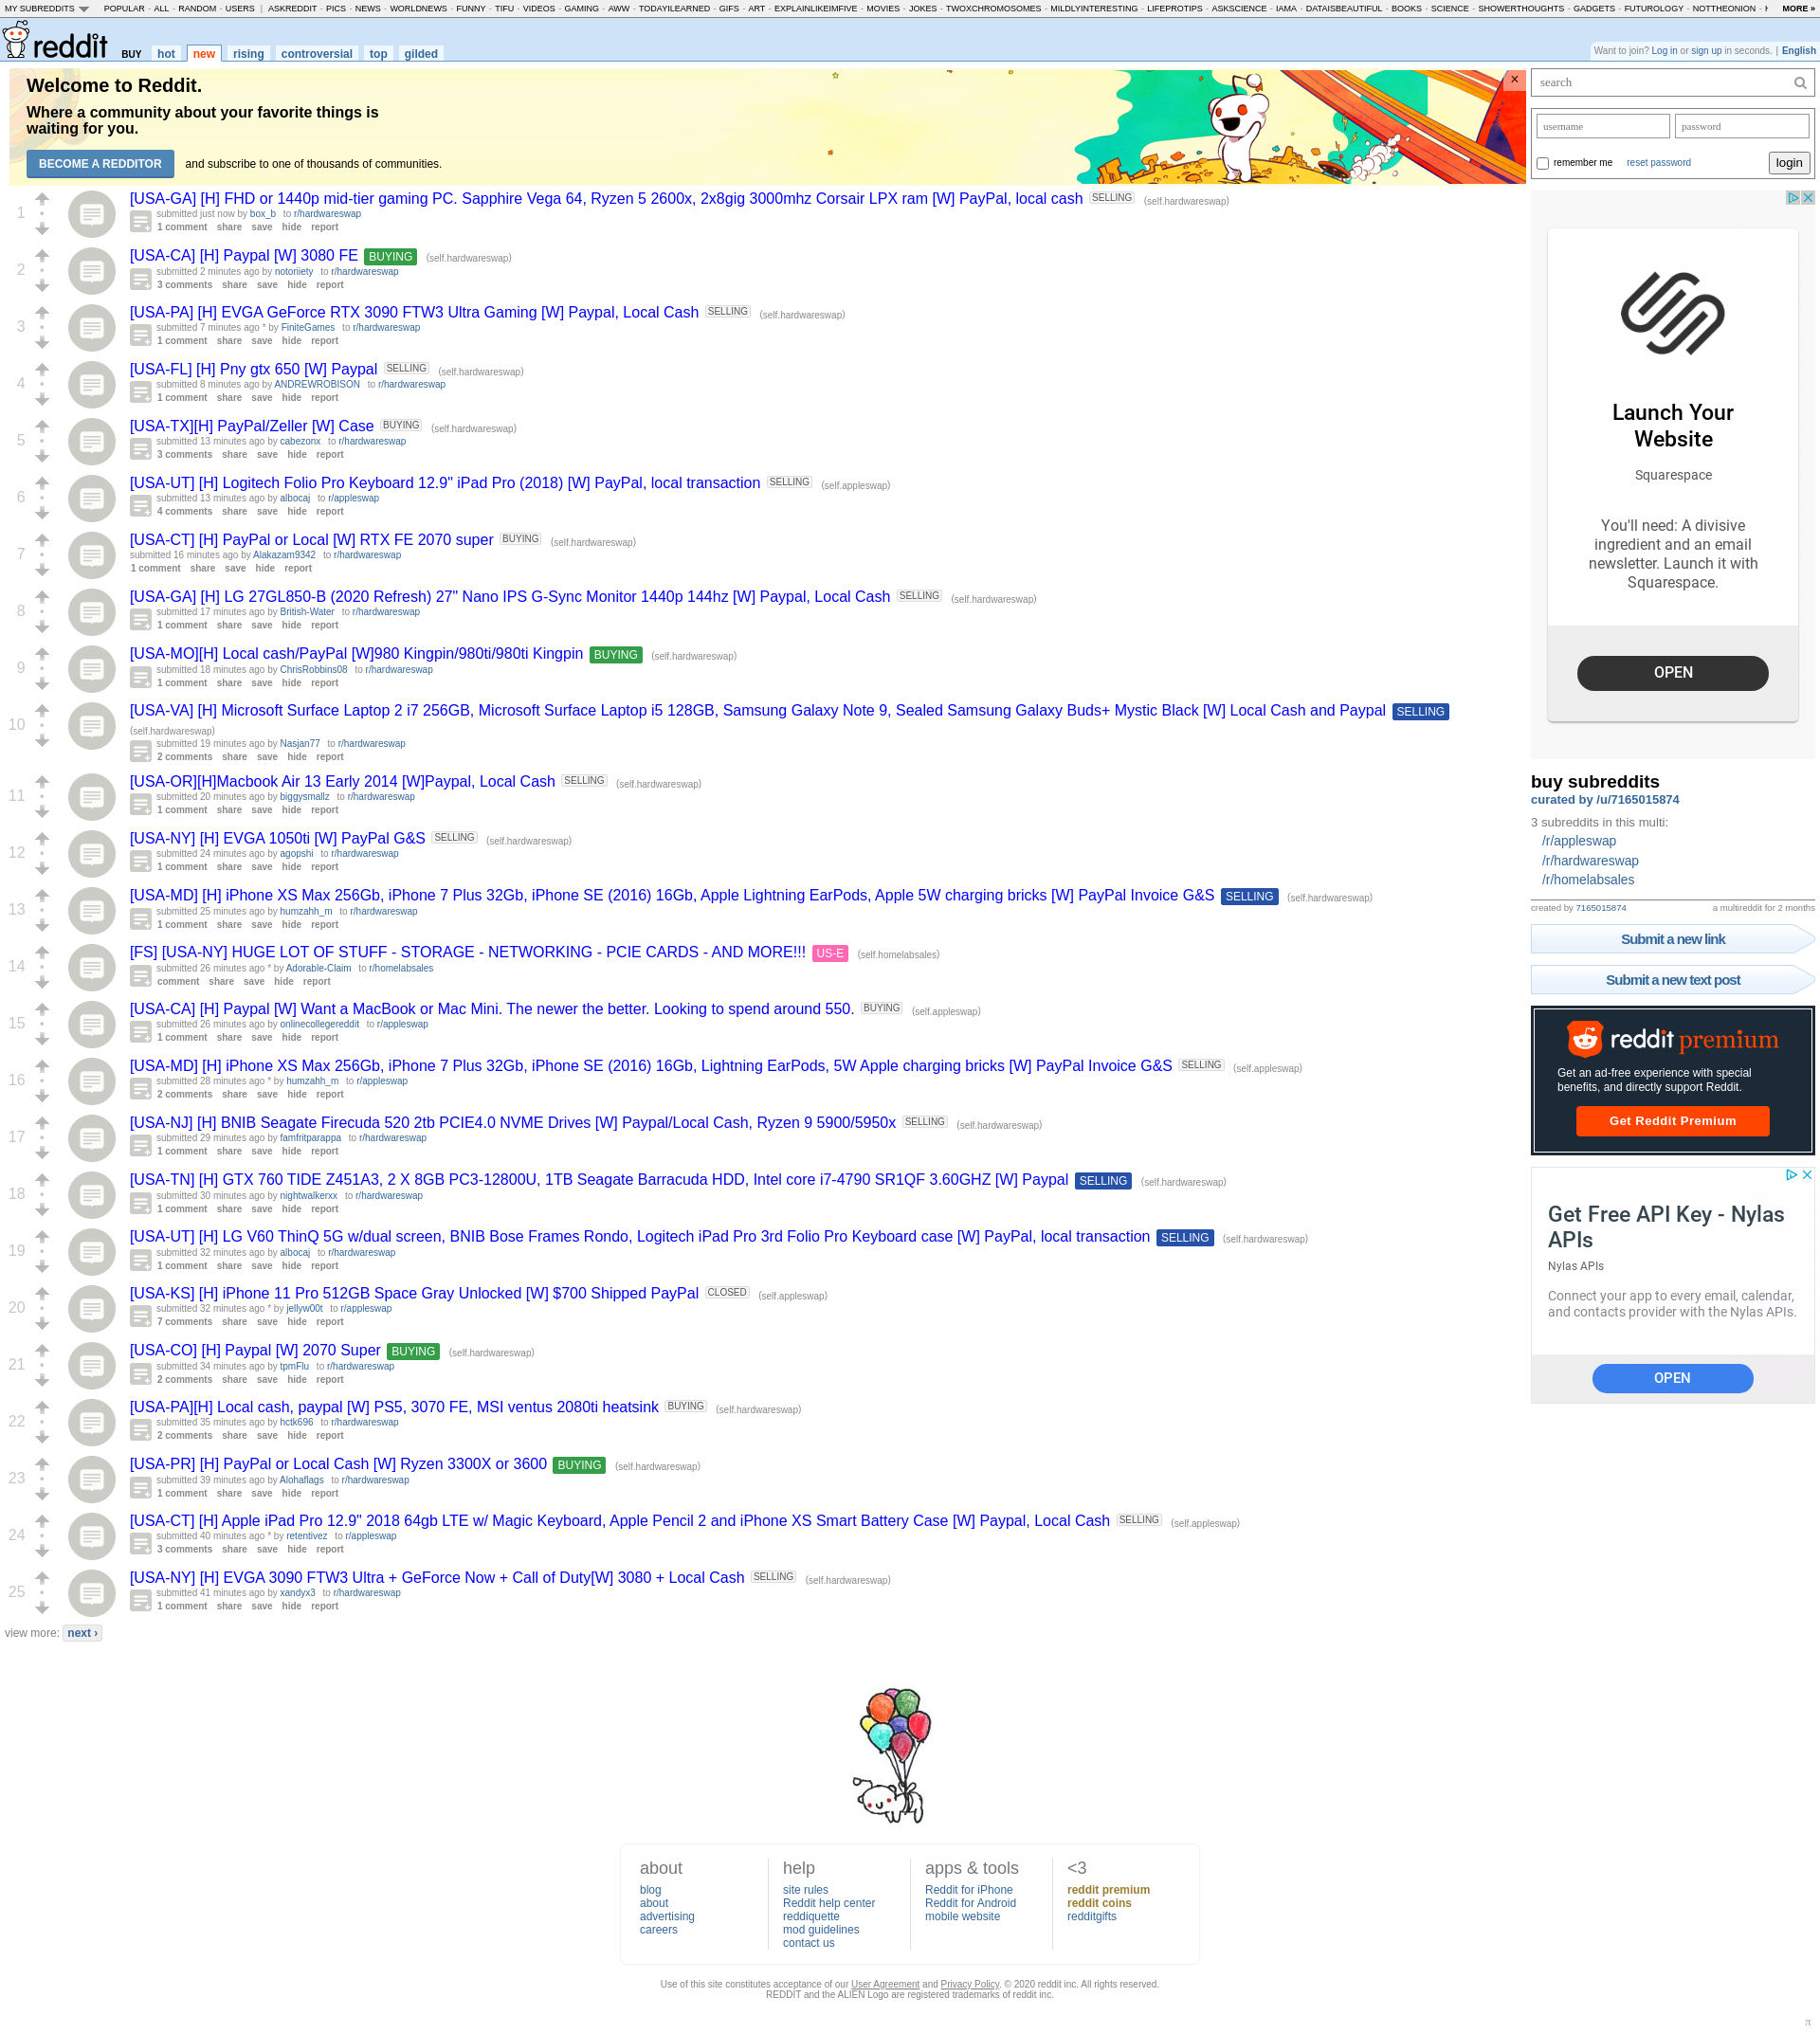 MY SUBREDDITS POPULAR - ALL - RANDOM - USERS | ASKREDDIT - PICS - NEWS - WORLDNEWS - FUNNY - TIFU - VIDEOS - GAMING - AWW - TODAYILEARNED - GIFS - ART - EXPLAINLIKEIMFIVE - MOVIES - JOKES - TWOXCHROMOSOMES - MILDLYINTERESTING - LIFEPROTIPS - ASKSCIENCE - IAMA - DATAISBEAUTIFUL - BOOKS - SCIENCE - SHOWERTHOUGHTS - GADGETS - FUTUROLOGY - NOTTHEONION - MORE »
reddit BUY hot new rising controversial top gilded
Want to join? Log in or sign up in seconds. | English
Welcome to Reddit.
Where a community about your favorite things is
waiting for you.
BECOME A REDDITOR and subscribe to one of thousands of communities.
×
1
[USA-GA] [H] FHD or 1440p mid-tier gaming PC. Sapphire Vega 64, Ryzen 5 2600x, 2x8gig 3000mhz Corsair LPX ram [W] PayPal, local cash SELLING (self.hardwareswap)
submitted just now by box_b to r/hardwareswap
1 comment share save hide report
2
[USA-CA] [H] Paypal [W] 3080 FE BUYING (self.hardwareswap)
submitted 2 minutes ago by notoriiety to r/hardwareswap
3 comments share save hide report
3
[USA-PA] [H] EVGA GeForce RTX 3090 FTW3 Ultra Gaming [W] Paypal, Local Cash SELLING (self.hardwareswap)
submitted 7 minutes ago * by FiniteGames to r/hardwareswap
1 comment share save hide report
4
[USA-FL] [H] Pny gtx 650 [W] Paypal SELLING (self.hardwareswap)
submitted 8 minutes ago by ANDREWROBISON to r/hardwareswap
1 comment share save hide report
5
[USA-TX][H] PayPal/Zeller [W] Case BUYING (self.hardwareswap)
submitted 13 minutes ago by cabezonx to r/hardwareswap
3 comments share save hide report
6
[USA-UT] [H] Logitech Folio Pro Keyboard 12.9" iPad Pro (2018) [W] PayPal, local transaction SELLING (self.appleswap)
submitted 13 minutes ago by albocaj to r/appleswap
4 comments share save hide report
7
[USA-CT] [H] PayPal or Local [W] RTX FE 2070 super BUYING (self.hardwareswap)
submitted 16 minutes ago by Alakazam9342 to r/hardwareswap
1 comment share save hide report
8
[USA-GA] [H] LG 27GL850-B (2020 Refresh) 27" Nano IPS G-Sync Monitor 1440p 144hz [W] Paypal, Local Cash SELLING (self.hardwareswap)
submitted 17 minutes ago by British-Water to r/hardwareswap
1 comment share save hide report
9
[USA-MO][H] Local cash/PayPal [W]980 Kingpin/980ti/980ti Kingpin BUYING (self.hardwareswap)
submitted 18 minutes ago by ChrisRobbins08 to r/hardwareswap
1 comment share save hide report
10
[USA-VA] [H] Microsoft Surface Laptop 2 i7 256GB, Microsoft Surface Laptop i5 128GB, Samsung Galaxy Note 9, Sealed Samsung Galaxy Buds+ Mystic Black [W] Local Cash and Paypal SELLING
(self.hardwareswap)
submitted 19 minutes ago by Nasjan77 to r/hardwareswap
2 comments share save hide report
11
[USA-OR][H]Macbook Air 13 Early 2014 [W]Paypal, Local Cash SELLING (self.hardwareswap)
submitted 20 minutes ago by biggysmallz to r/hardwareswap
1 comment share save hide report
12
[USA-NY] [H] EVGA 1050ti [W] PayPal G&S SELLING (self.hardwareswap)
submitted 24 minutes ago by agopshi to r/hardwareswap
1 comment share save hide report
13
[USA-MD] [H] iPhone XS Max 256Gb, iPhone 7 Plus 32Gb, iPhone SE (2016) 16Gb, Apple Lightning EarPods, Apple 5W charging bricks [W] PayPal Invoice G&S SELLING (self.hardwareswap)
submitted 25 minutes ago by humzahh_m to r/hardwareswap
1 comment share save hide report
14
[FS] [USA-NY] HUGE LOT OF STUFF - STORAGE - NETWORKING - PCIE CARDS - AND MORE!!! US-E (self.homelabsales)
submitted 26 minutes ago * by Adorable-Claim to r/homelabsales
comment share save hide report
15
[USA-CA] [H] Paypal [W] Want a MacBook or Mac Mini. The newer the better. Looking to spend around 550. BUYING (self.appleswap)
submitted 26 minutes ago by onlinecollegereddit to r/appleswap
1 comment share save hide report
16
[USA-MD] [H] iPhone XS Max 256Gb, iPhone 7 Plus 32Gb, iPhone SE (2016) 16Gb, Lightning EarPods, 5W Apple charging bricks [W] PayPal Invoice G&S SELLING (self.appleswap)
submitted 28 minutes ago * by humzahh_m to r/appleswap
2 comments share save hide report
17
[USA-NJ] [H] BNIB Seagate Firecuda 520 2tb PCIE4.0 NVME Drives [W] Paypal/Local Cash, Ryzen 9 5900/5950x SELLING (self.hardwareswap)
submitted 29 minutes ago by famfritparappa to r/hardwareswap
1 comment share save hide report
18
[USA-TN] [H] GTX 760 TIDE Z451A3, 2 X 8GB PC3-12800U, 1TB Seagate Barracuda HDD, Intel core i7-4790 SR1QF 3.60GHZ [W] Paypal SELLING (self.hardwareswap)
submitted 30 minutes ago by nightwalkerxx to r/hardwareswap
1 comment share save hide report
19
[USA-UT] [H] LG V60 ThinQ 5G w/dual screen, BNIB Bose Frames Rondo, Logitech iPad Pro 3rd Folio Pro Keyboard case [W] PayPal, local transaction SELLING (self.hardwareswap)
submitted 32 minutes ago by albocaj to r/hardwareswap
1 comment share save hide report
20
[USA-KS] [H] iPhone 11 Pro 512GB Space Gray Unlocked [W] $700 Shipped PayPal CLOSED (self.appleswap)
submitted 32 minutes ago * by jellyw00t to r/appleswap
7 comments share save hide report
21
[USA-CO] [H] Paypal [W] 2070 Super BUYING (self.hardwareswap)
submitted 34 minutes ago by tpmFlu to r/hardwareswap
2 comments share save hide report
22
[USA-PA][H] Local cash, paypal [W] PS5, 3070 FE, MSI ventus 2080ti heatsink BUYING (self.hardwareswap)
submitted 35 minutes ago by hctk696 to r/hardwareswap
2 comments share save hide report
23
[USA-PR] [H] PayPal or Local Cash [W] Ryzen 3300X or 3600 BUYING (self.hardwareswap)
submitted 39 minutes ago by Alohaflags to r/hardwareswap
1 comment share save hide report
24
[USA-CT] [H] Apple iPad Pro 12.9" 2018 64gb LTE w/ Magic Keyboard, Apple Pencil 2 and iPhone XS Smart Battery Case [W] Paypal, Local Cash SELLING (self.appleswap)
submitted 40 minutes ago * by retentivez to r/appleswap
3 comments share save hide report
25
[USA-NY] [H] EVGA 3090 FTW3 Ultra + GeForce Now + Call of Duty[W] 3080 + Local Cash SELLING (self.hardwareswap)
submitted 41 minutes ago by xandyx3 to r/hardwareswap
1 comment share save hide report
view more: next ›
search
username password
remember me reset password login
Launch Your
Website
Squarespace
You'll need: A divisive
ingredient and an email
newsletter. Launch it with
Squarespace.
OPEN
buy subreddits
curated by /u/7165015874
3 subreddits in this multi:
/r/appleswap
/r/hardwareswap
/r/homelabsales
created by 7165015874 a multireddit for 2 months
Submit a new link
Submit a new text post
reddit premium
Get an ad-free experience with special
benefits, and directly support Reddit.
Get Reddit Premium
Get Free API Key - Nylas
APIs
Nylas APIs
Connect your app to every email, calendar,
and contacts provider with the Nylas APIs.
OPEN
about
blog
about
advertising
careers
help
site rules
Reddit help center
reddiquette
mod guidelines
contact us
apps & tools
Reddit for iPhone
Reddit for Android
mobile website
<3
reddit premium
reddit coins
redditgifts
Use of this site constitutes acceptance of our User Agreement and Privacy Policy. © 2020 reddit inc. All rights reserved.
REDDIT and the ALIEN Logo are registered trademarks of reddit inc.
π